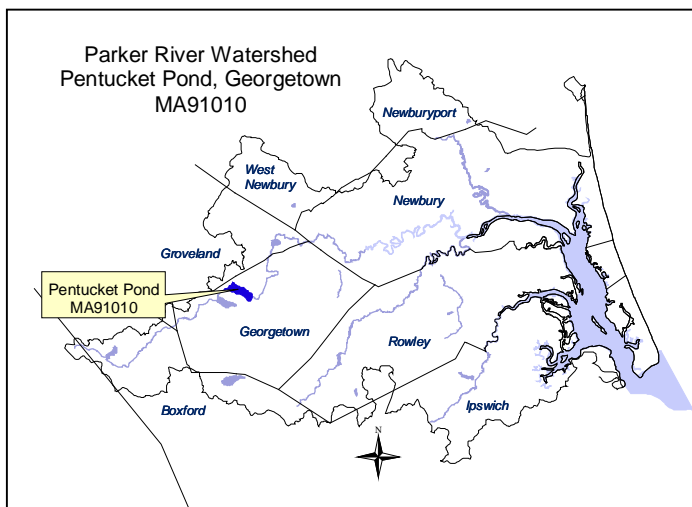 Parker River Watershed
Pentucket Pond, Georgetown
MA91010
Newburyport
West
Newbury
Newbury
Groveland
Pentucket Pond
MA91010
Georgetown
Rowley
Boxford
Ipswich
N